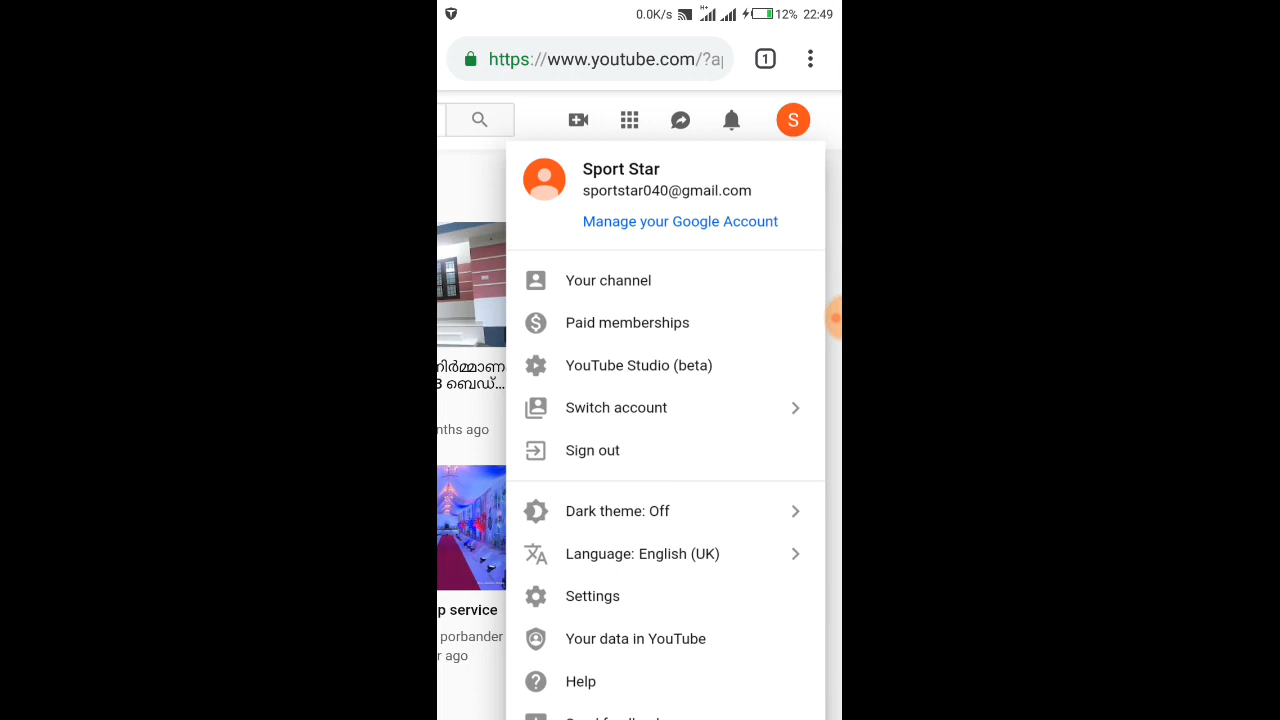 0.0K/s H+ 12% 22:49
https://www.youtube.com/?a
1
S
Sport Star
sportstar040@gmail.com
Manage your Google Account
Your channel
Paid memberships
YouTube Studio (beta)
Switch account
Sign out
Dark theme: Off
Language: English (UK)
Settings
Your data in YouTube
Help
നിർമ്മാണ
3 ബെഡ്...
nths ago
p service
porbander
r ago